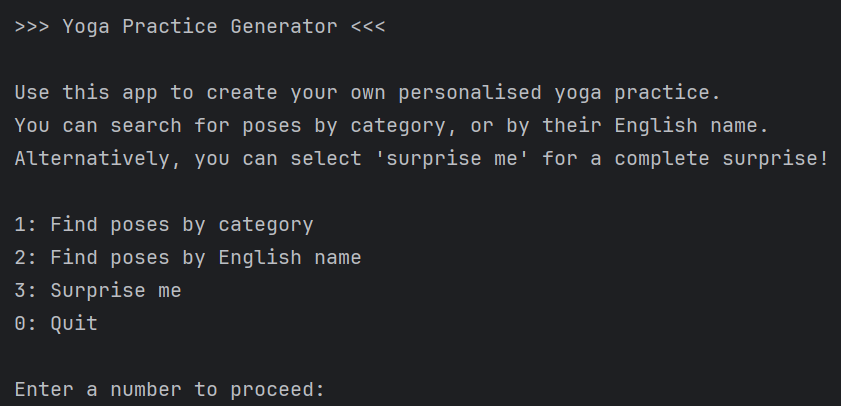 >>> Yoga Practice Generator <<<
Use this app to create your own personalised yoga practice.
You can search for poses by category, or by their English name.
Alternatively, you can select 'surprise me' for a complete surprise!
1: Find poses by category
2: Find poses by English name
3: Surprise me
0: Quit
Enter a number to proceed: